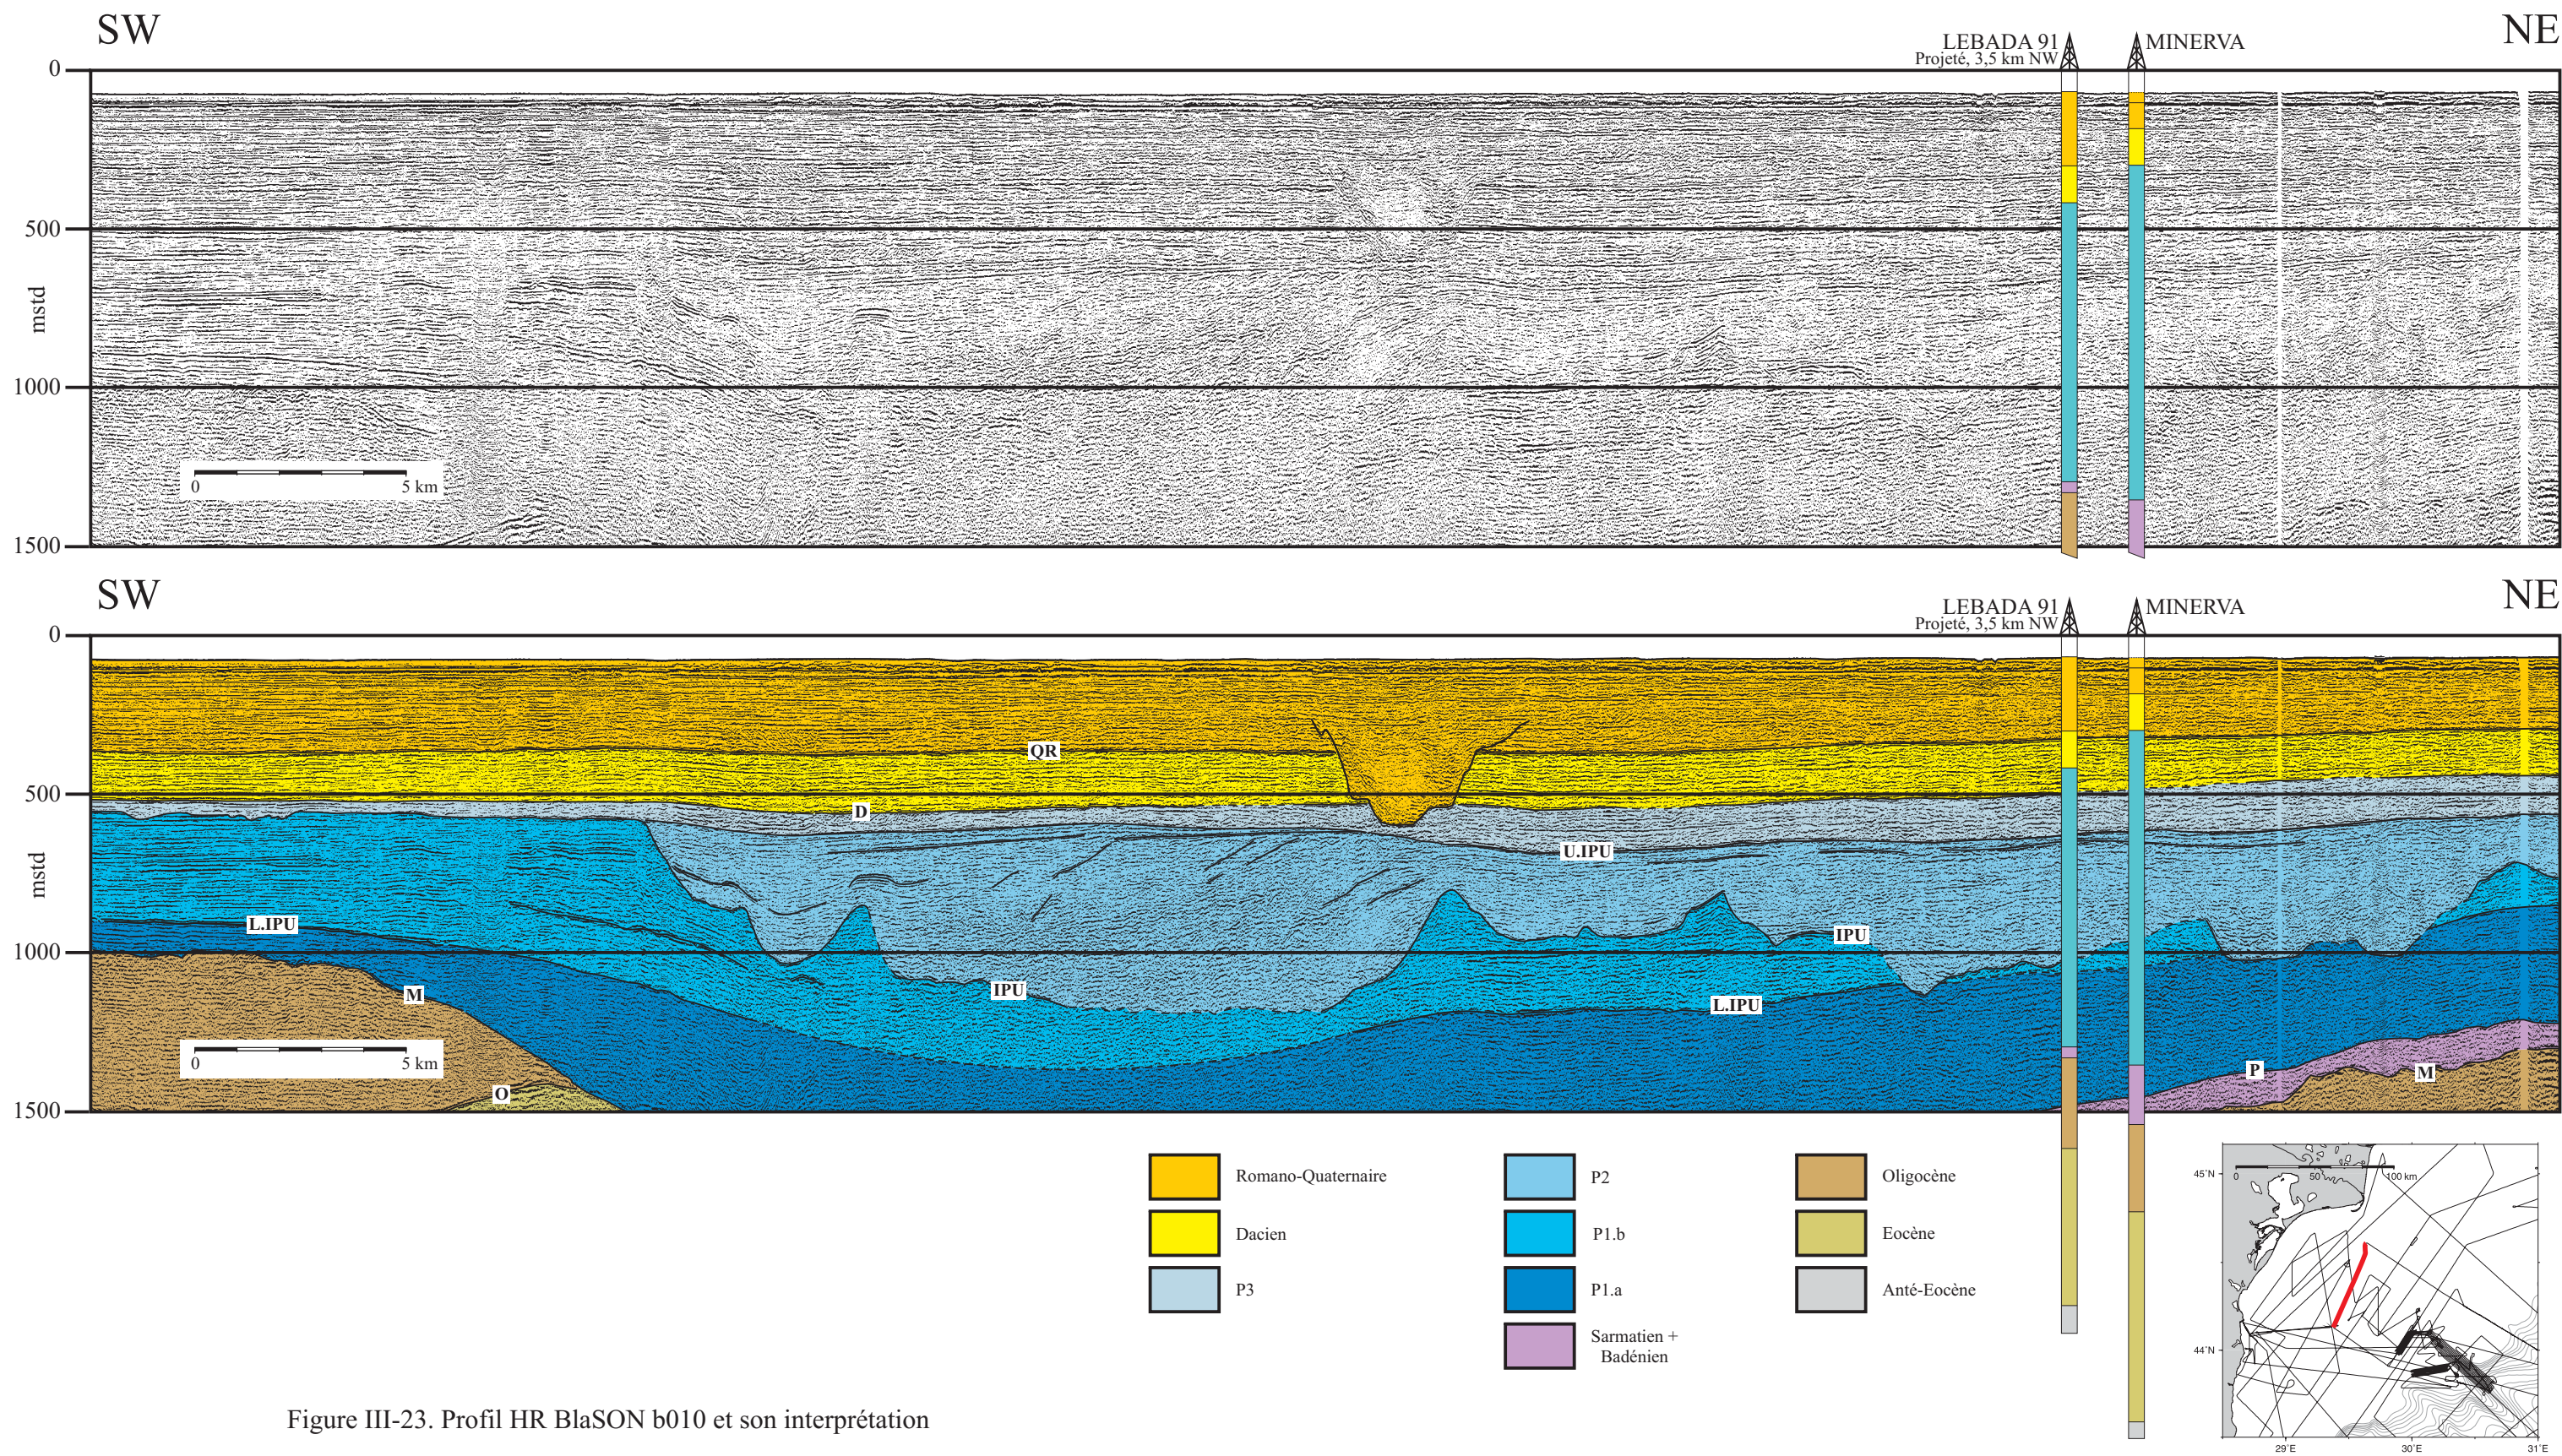 SW
NE
LEBADA 91
Projeté, 3,5 km NW
MINERVA
0
500
mstd
1000
0 5 km
1500
SW
NE
LEBADA 91
Projeté, 3,5 km NW
MINERVA
0
QR
500
D
U.IPU
mstd
L.IPU
IPU
1000
M
IPU
L.IPU
0 5 km
P
M
O
1500
Romano-Quaternaire
P2
Oligocène
Dacien
P1.b
Eocène
P3
P1.a
Anté-Eocène
Sarmatien +
Badénien
45°N
0 50 100 km
44°N
29°E 30°E 31°E
Figure III-23. Profil HR BlaSON b010 et son interprétation